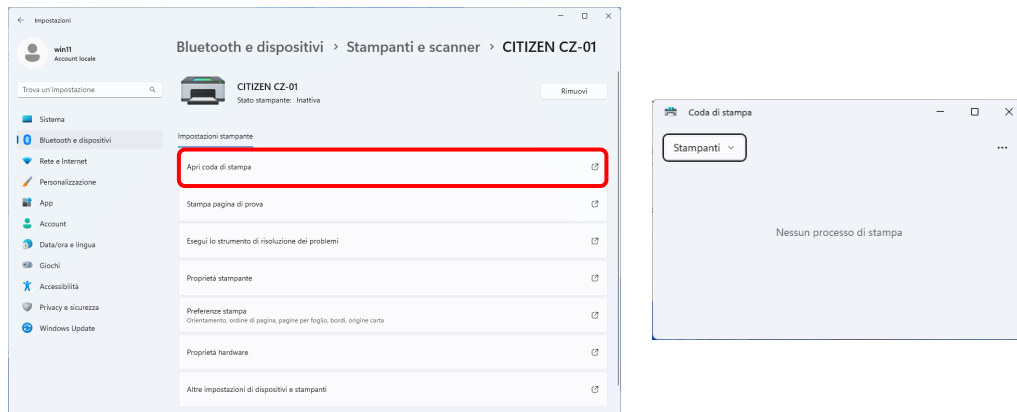 Impostazioni
win11
Account locale
Trova un'impostazione
Sistema
Bluetooth e dispositivi
Rete e Internet
Personalizzazione
App
Account
Data/ora e lingua
Giochi
Accessibilità
Privacy e sicurezza
Windows Update
Bluetooth e dispositivi > Stampanti e scanner > CITIZEN CZ-01
CITIZEN CZ-01
Stato stampante: Inattiva
Rimuovi
Impostazioni stampante
Apri coda di stampa
Stampa pagina di prova
Esegui lo strumento di risoluzione dei problemi
Proprietà stampante
Preferenze stampa
Orientamento, ordine di pagina, pagine per foglio, bordi, origine carta
Proprietà hardware
Altre impostazioni di dispositivi e stampanti
Coda di stampa
Stampanti
Nessun processo di stampa